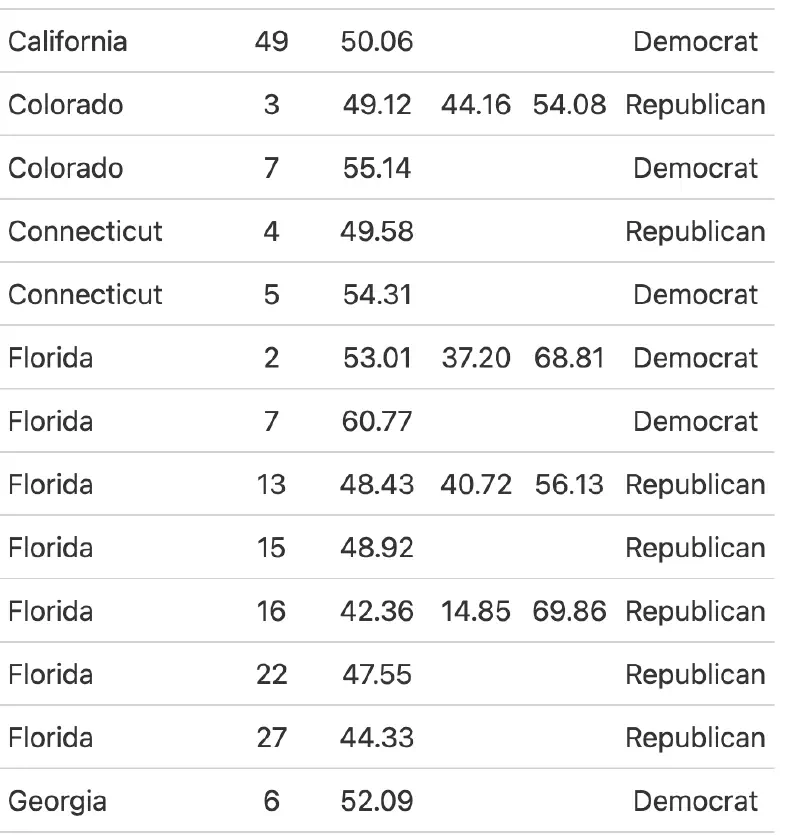 California 49 50.06 Democrat
Colorado 3 49.12 44.16 54.08 Republican
Colorado 7 55.14 Democrat
Connecticut 4 49.58 Republican
Connecticut 5 54.31 Democrat
Florida 2 53.01 37.20 68.81 Democrat
Florida 7 60.77 Democrat
Florida 13 48.43 40.72 56.13 Republican
Florida 15 48.92 Republican
Florida 16 42.36 14.85 69.86 Republican
Florida 22 47.55 Republican
Florida 27 44.33 Republican
Georgia 6 52.09 Democrat